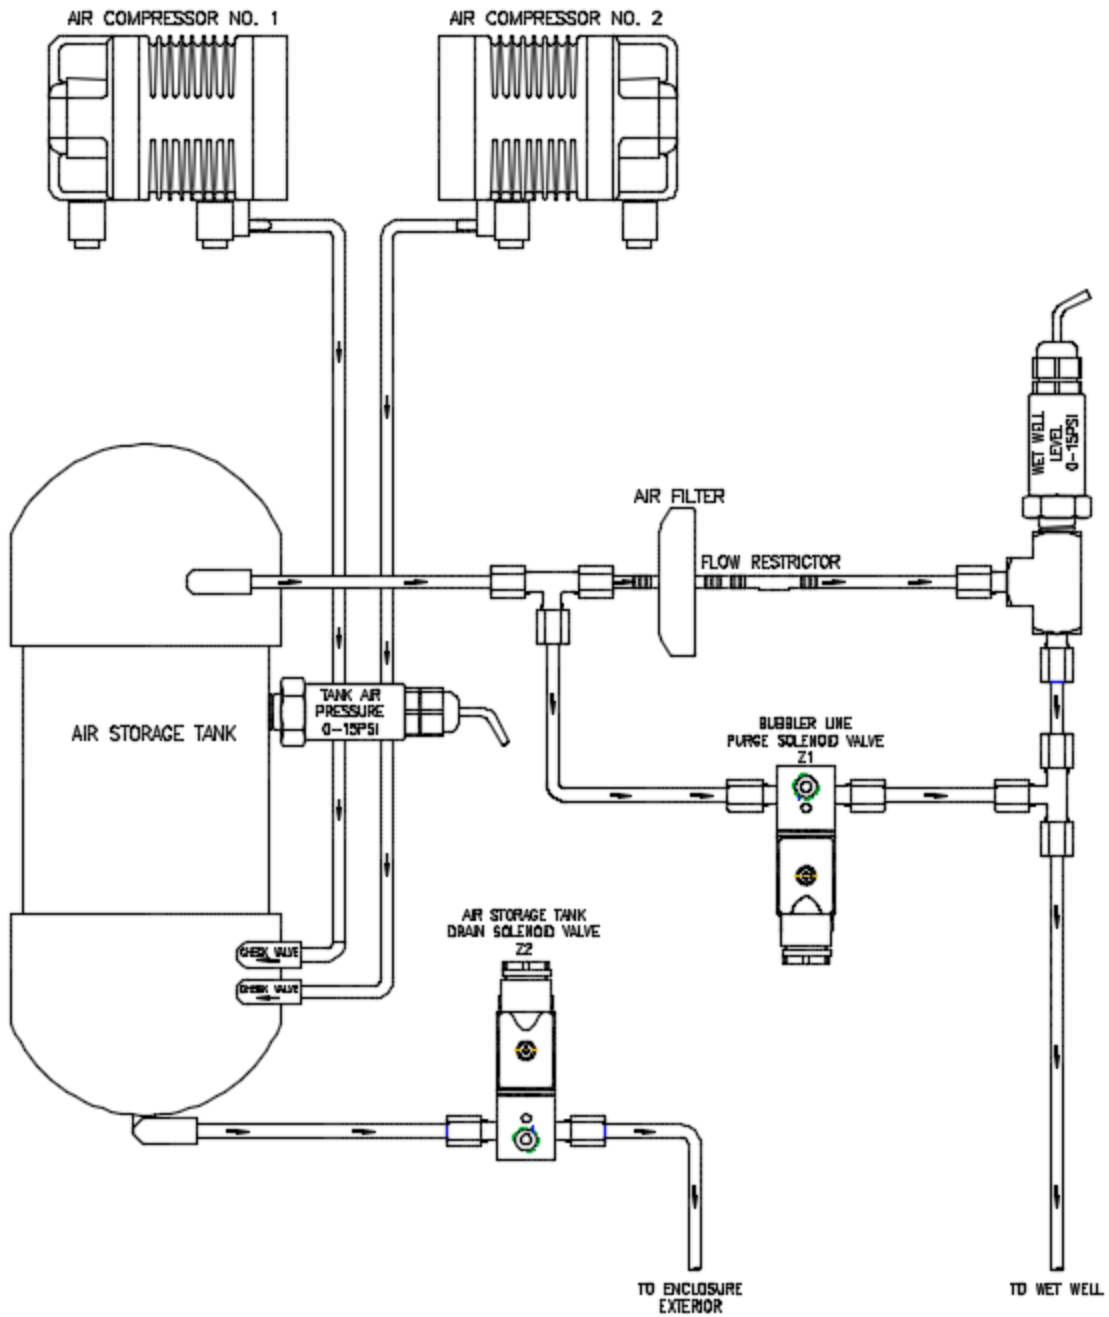 AIR COMPRESSOR NO. 1
AIR COMPRESSOR NO. 2
WET WELL
LEVEL
0-15PSI
AIR FILTER
FLOW RESTRICTOR
TANK AIR
PRESSURE
0-15PSI
AIR STORAGE TANK
BUBBLER LINE
PURGE SOLENOID VALVE
Z1
AIR STORAGE TANK
DRAIN SOLENOID VALVE
Z2
CHECK VALVE
CHECK VALVE
TO ENCLOSURE
EXTERIOR
TO WET WELL